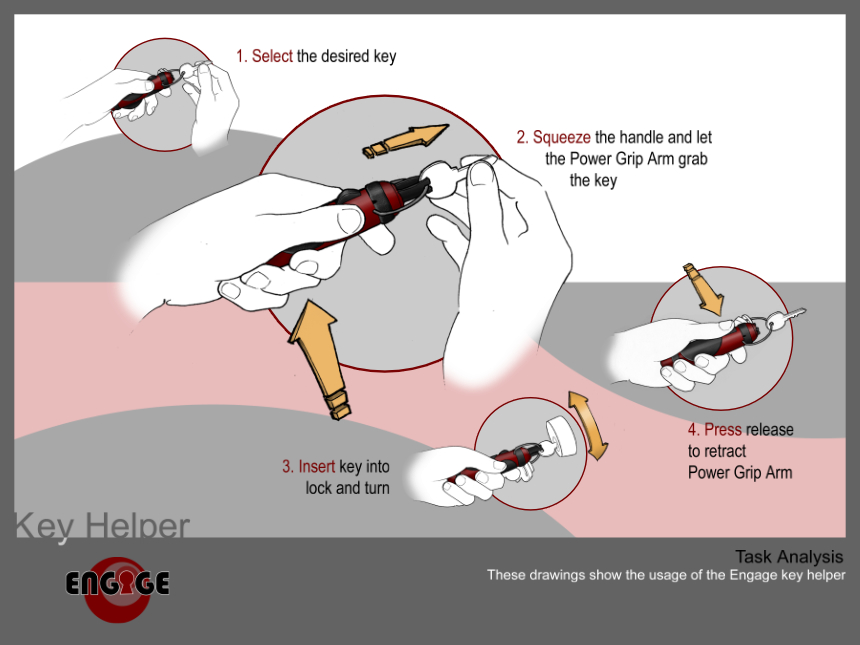 1. Select the desired key
2. Squeeze the handle and let
the Power Grip Arm grab
the key
3. Insert key into
lock and turn
4. Press release
to retract
Power Grip Arm
Key Helper
ENGAGE
Task Analysis
These drawings show the usage of the Engage key helper